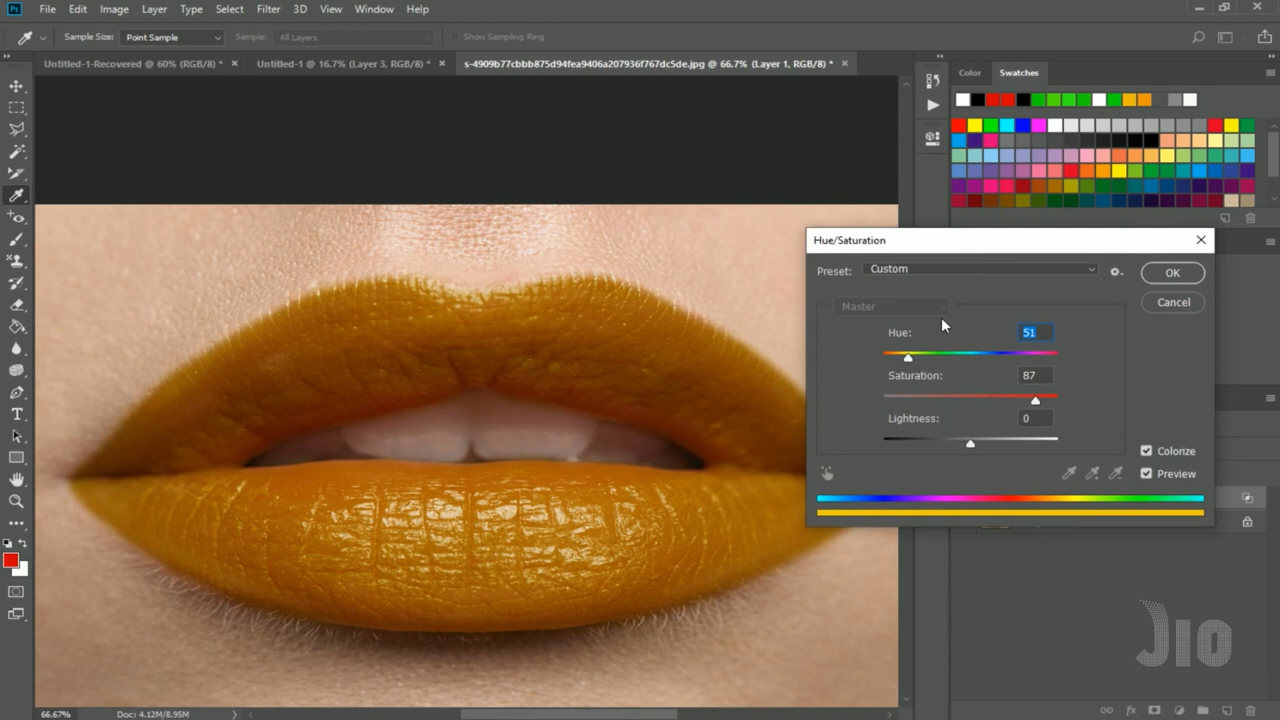 Ps File Edit Image Layer Type Select Filter 3D View Window Help
Sample Size: Point Sample Sample: All Layers Show Sampling Ring
Untitled-1-Recovered @ 60% (RGB/8) * Untitled-1 @ 16.7% (Layer 3, RGB/8) * s-4909b77cbbb875d94fea9406a207936f767dc5de.jpg @ 66.7% (Layer 1, RGB/8) *
Color Swatches
Hue/Saturation
Preset: Custom
OK
Master
Cancel
Hue: 51
Saturation: 87
Lightness: 0
Colorize
Preview
JIO
66.67% Doc: 4.12M/8.95M
fx